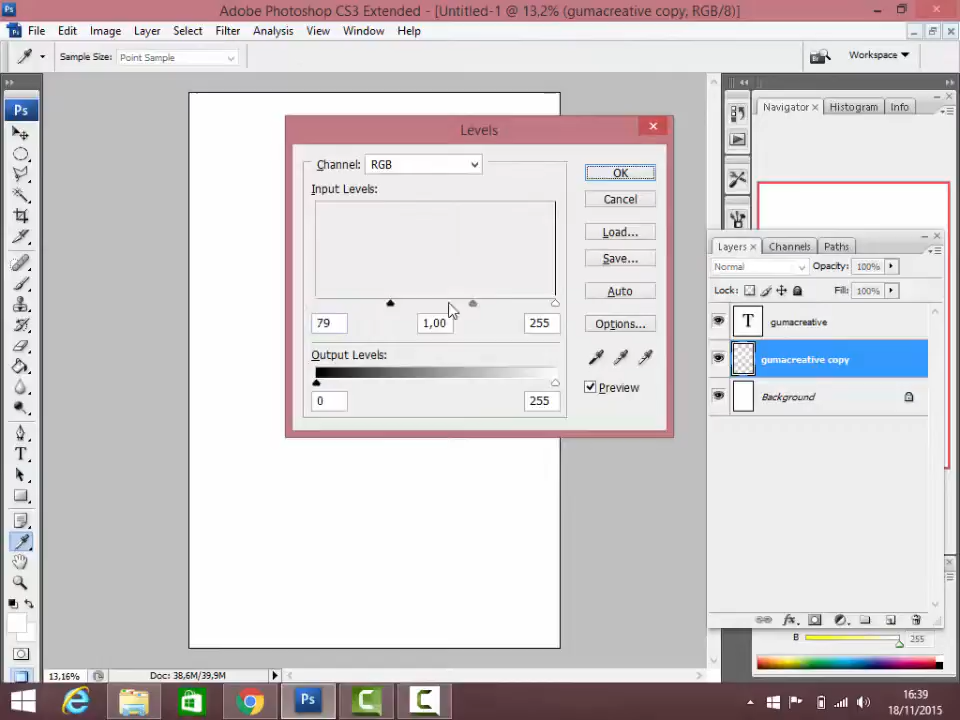 Adobe Photoshop CS3 Extended - [Untitled-1 @ 13,2% (gumacreative copy, RGB/8)]
File Edit Image Layer Select Filter Analysis View Window Help
Sample Size: Point Sample
Workspace
Ps
Navigator Histogram Info
Levels
Channel: RGB
OK
Input Levels:
Cancel
Load...
Save...
Auto
79 1,00 255
Options...
Output Levels:
Preview
0 255
Layers Channels Paths
Normal Opacity: 100%
Lock: Fill: 100%
T gumacreative
gumacreative copy
Background
fx
B 255
13,16% Doc: 38,6M/39,9M
Ps
16:39
18/11/2015